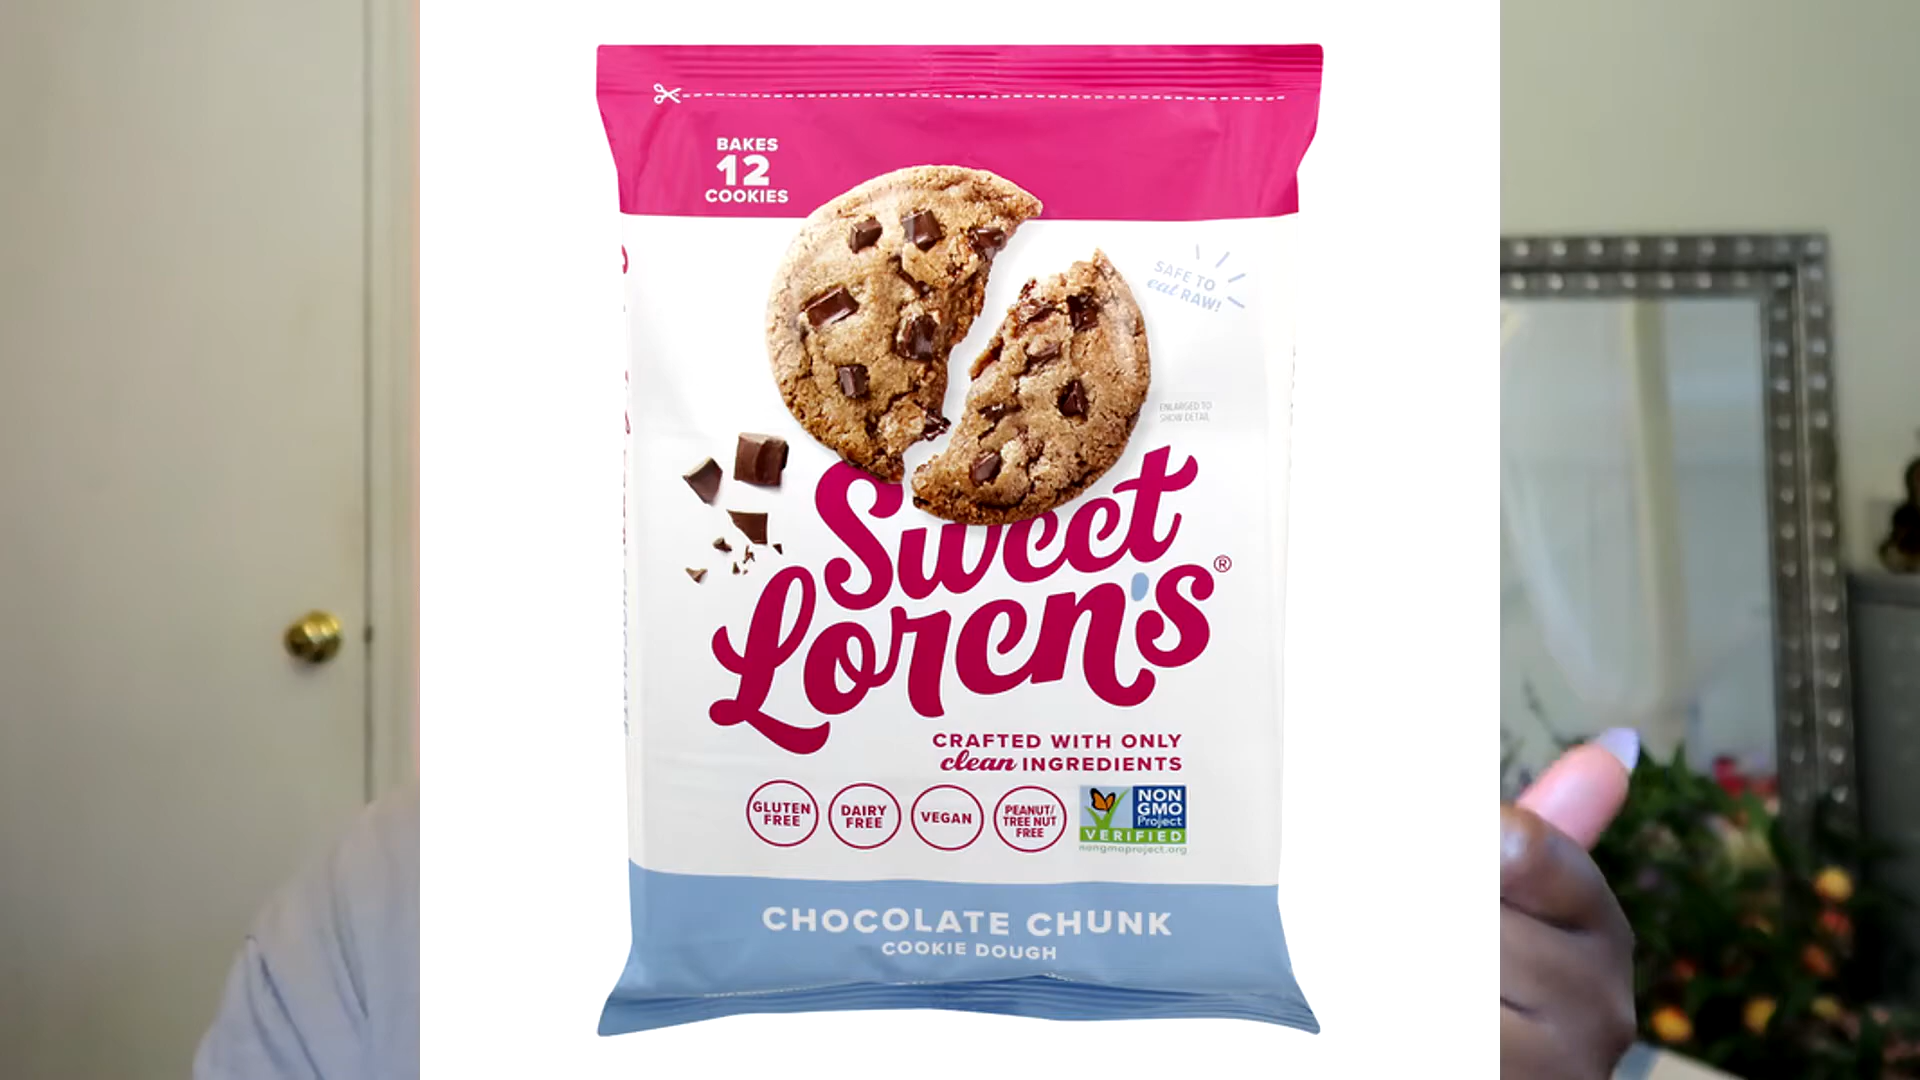 BAKES
12
COOKIES
SAFE TO
eat RAW!
ENLARGED TO
SHOW DETAIL
Sweet
Loren's®
CRAFTED WITH ONLY
clean INGREDIENTS
GLUTEN
FREE
DAIRY
FREE
VEGAN
PEANUT/
TREE NUT
FREE
NON
GMO
Project
VERIFIED
nongmoproject.org
CHOCOLATE CHUNK
COOKIE DOUGH